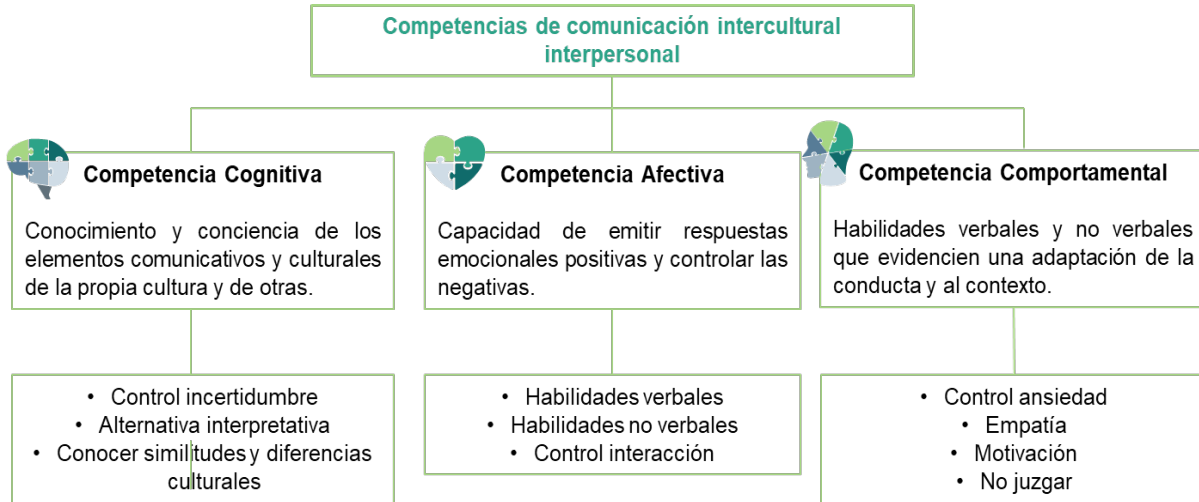 Competencias de comunicación intercultural
interpersonal
Competencia Cognitiva
Conocimiento y conciencia de los
elementos comunicativos y culturales
de la propia cultura y de otras.
Competencia Afectiva
Capacidad de emitir respuestas
emocionales positivas y controlar las
negativas.
Competencia Comportamental
Habilidades verbales y no verbales
que evidencien una adaptación de la
conducta y al contexto.
• Control incertidumbre
• Alternativa interpretativa
• Conocer similitudes y diferencias
culturales
• Habilidades verbales
• Habilidades no verbales
• Control interacción
• Control ansiedad
• Empatía
• Motivación
• No juzgar